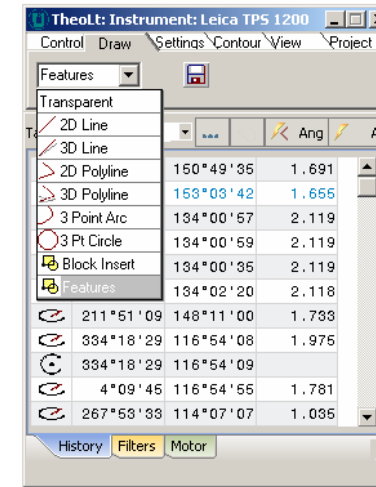 TheoLt: Instrument: Leica TPS 1200
Control Draw Settings Contour View Project
Features
Transparent
2D Line
3D Line
2D Polyline
3D Polyline
3 Point Arc
3 Pt Circle
Block Insert
Features
Ang
150°49'35 1.691
153°03'42 1.655
134°00'57 2.119
134°00'59 2.119
134°00'35 2.119
134°02'20 2.118
211°51'09 148°11'00 1.733
334°18'29 116°54'08 1.975
334°18'29 116°54'09
4°09'45 116°54'55 1.781
267°53'33 114°07'07 1.035
History Filters Motor